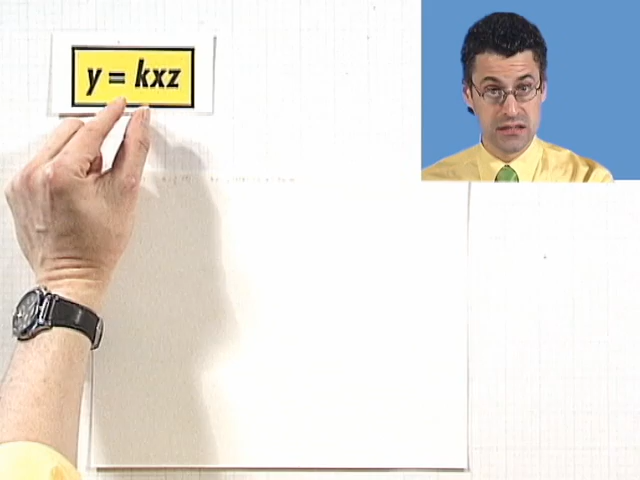 y = kxz